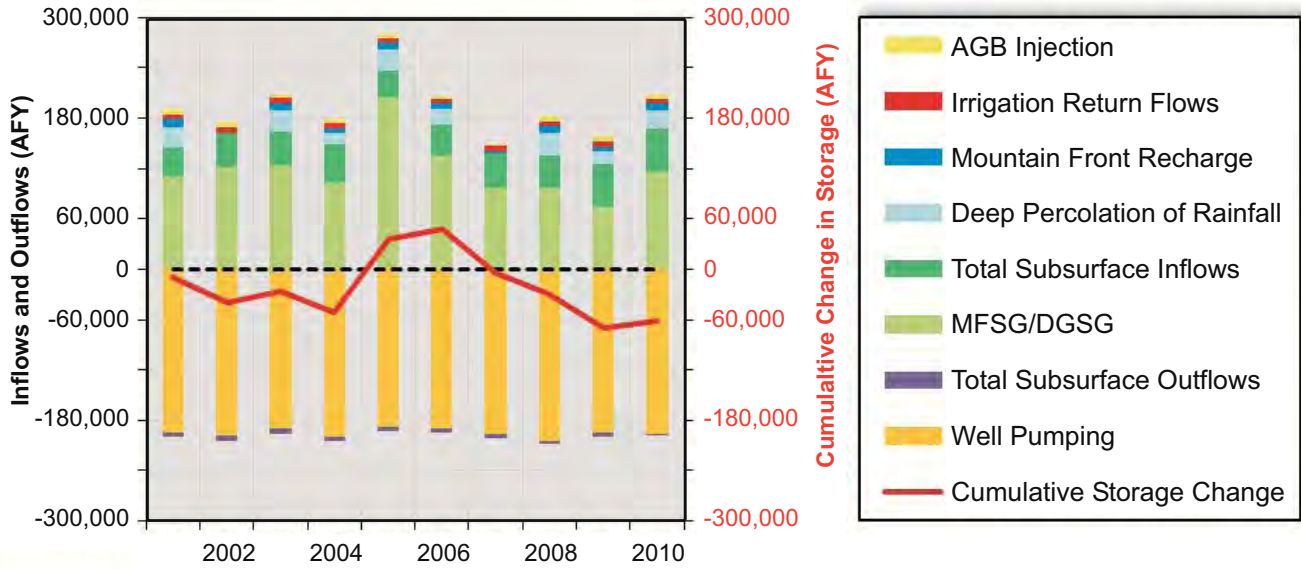 Inflows and Outflows (AFY)
300,000
180,000
60,000
0
-60,000
-180,000
-300,000
2002
2004
2006
2008
2010
300,000
180,000
60,000
0
-60,000
-180,000
-300,000
Cumulaltive Change in Storage (AFY)
AGB Injection
Irrigation Return Flows
Mountain Front Recharge
Deep Percolation of Rainfall
Total Subsurface Inflows
MFSG/DGSG
Total Subsurface Outflows
Well Pumping
Cumulative Storage Change